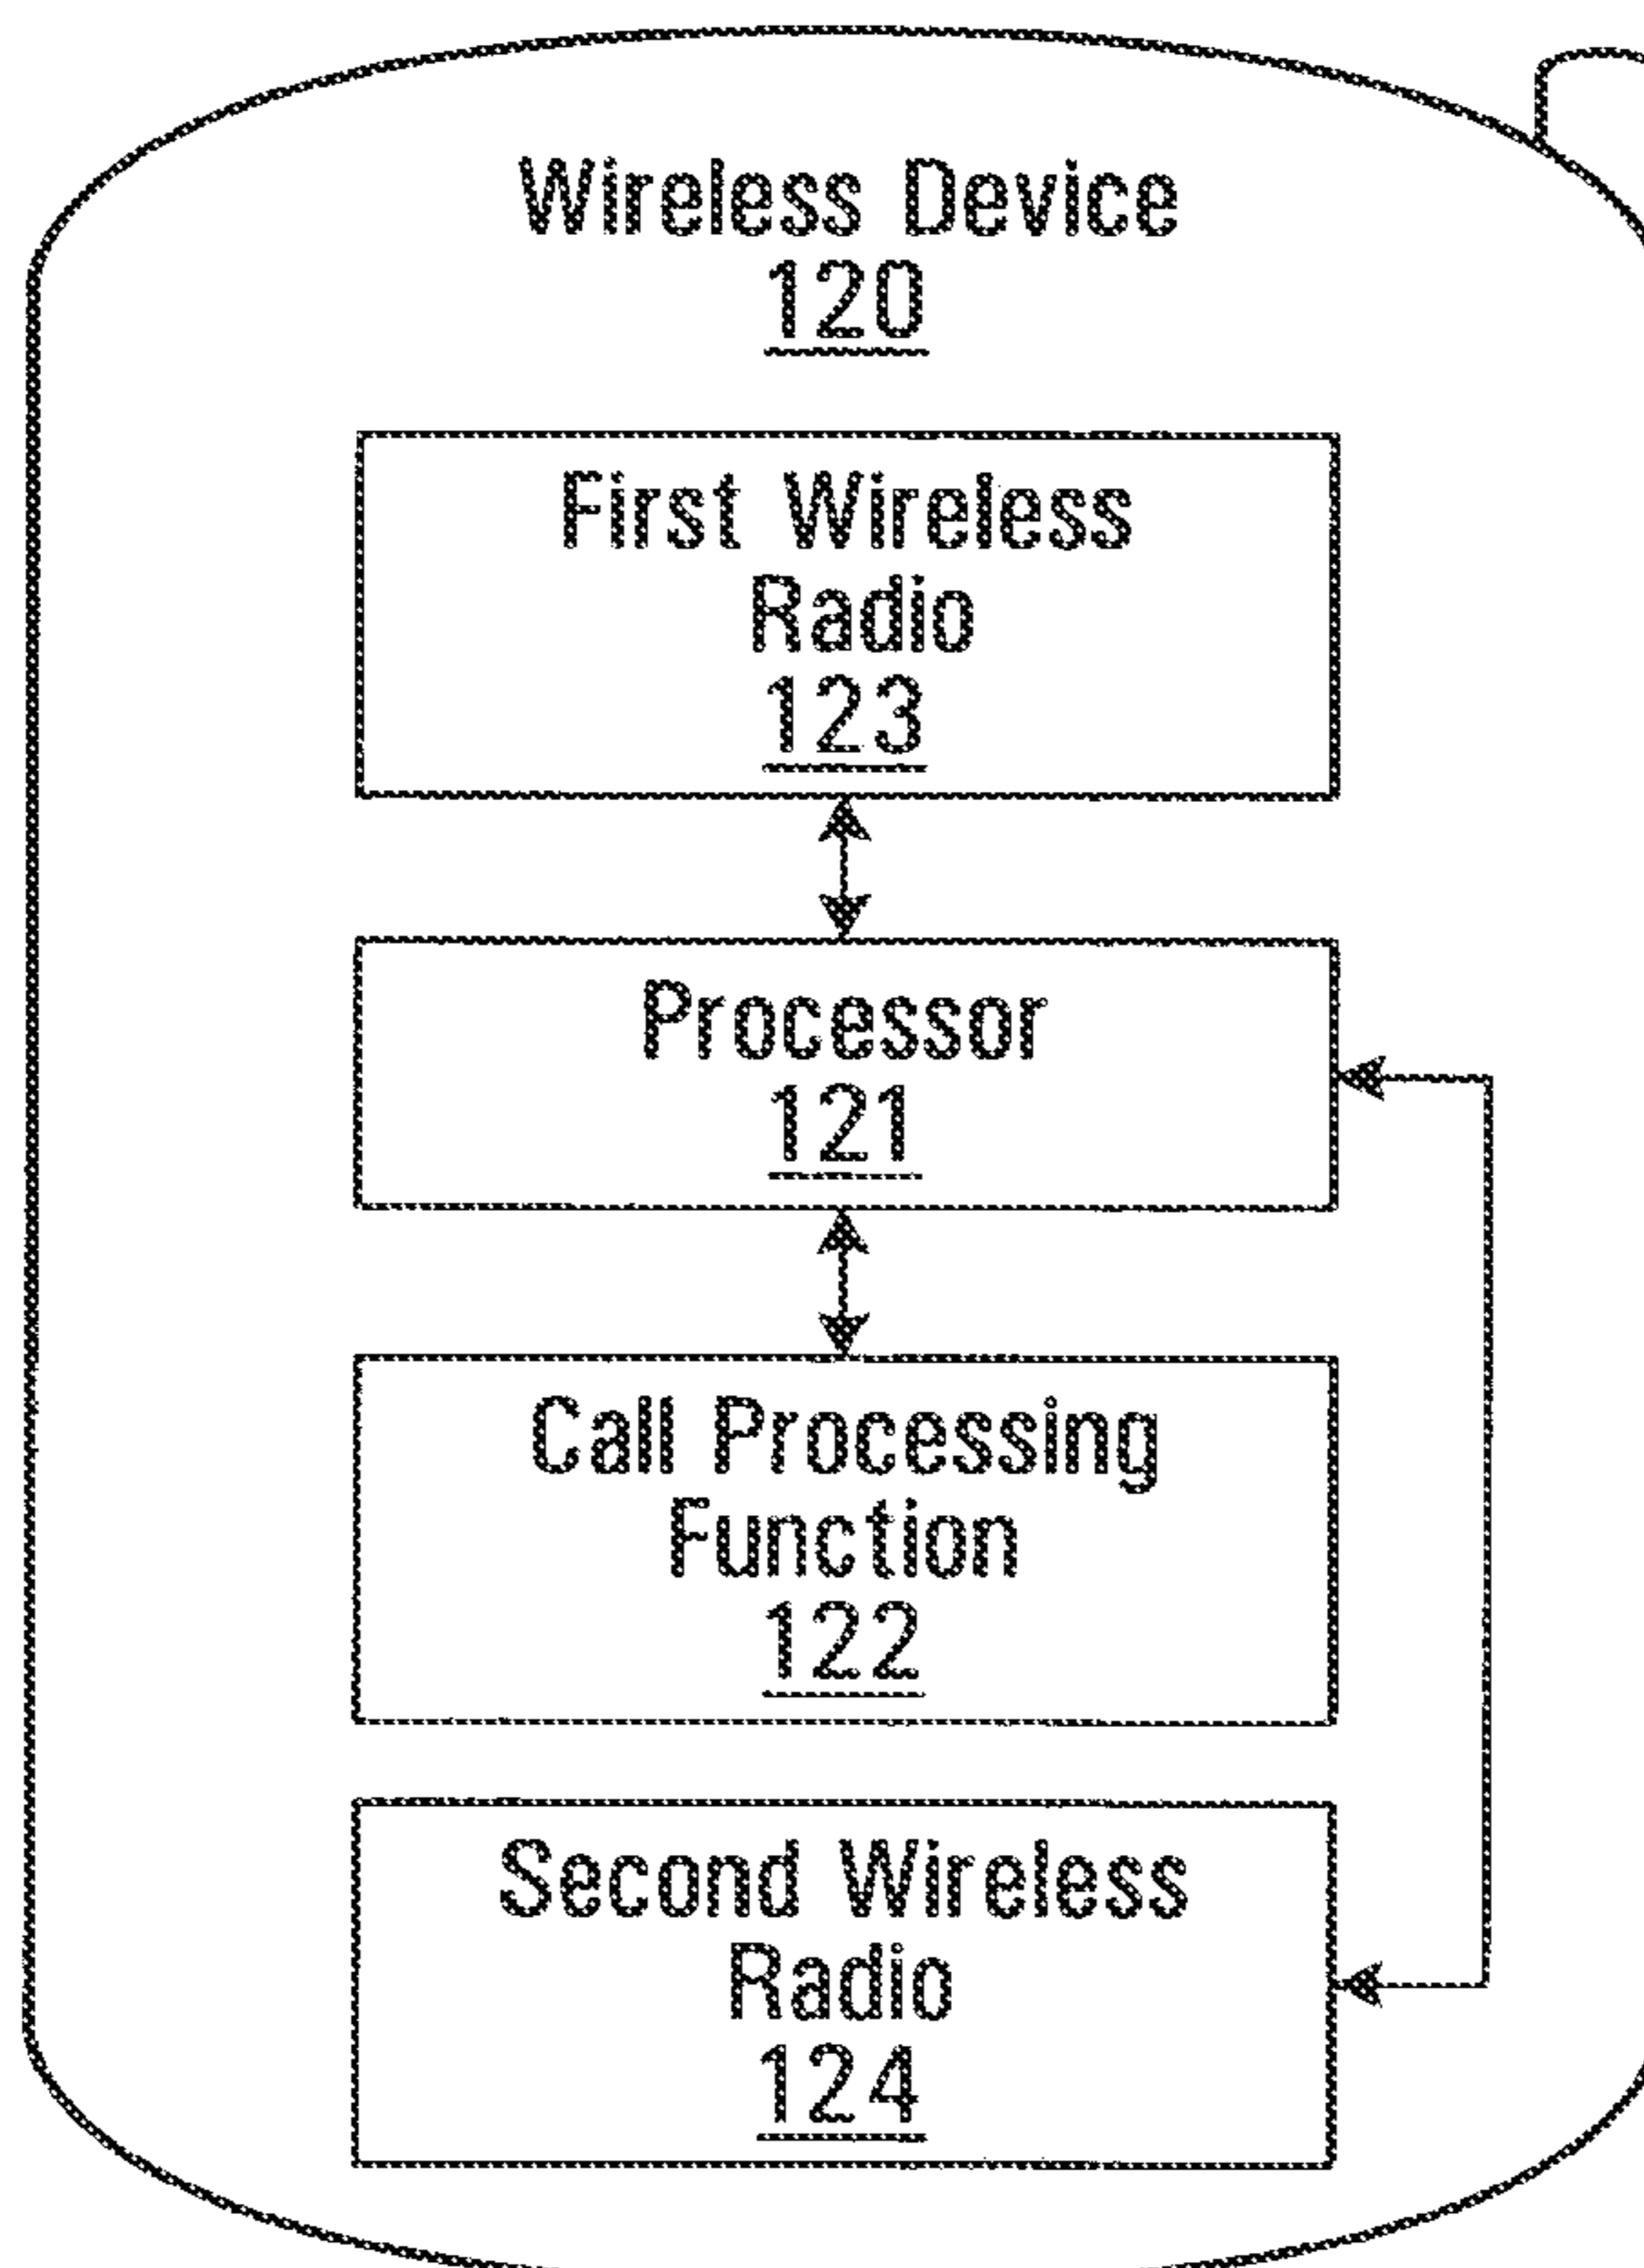 Wireless Device
120
First Wireless
Radio
123
Processor
121
Call Processing
Function
122
Second Wireless
Radio
124